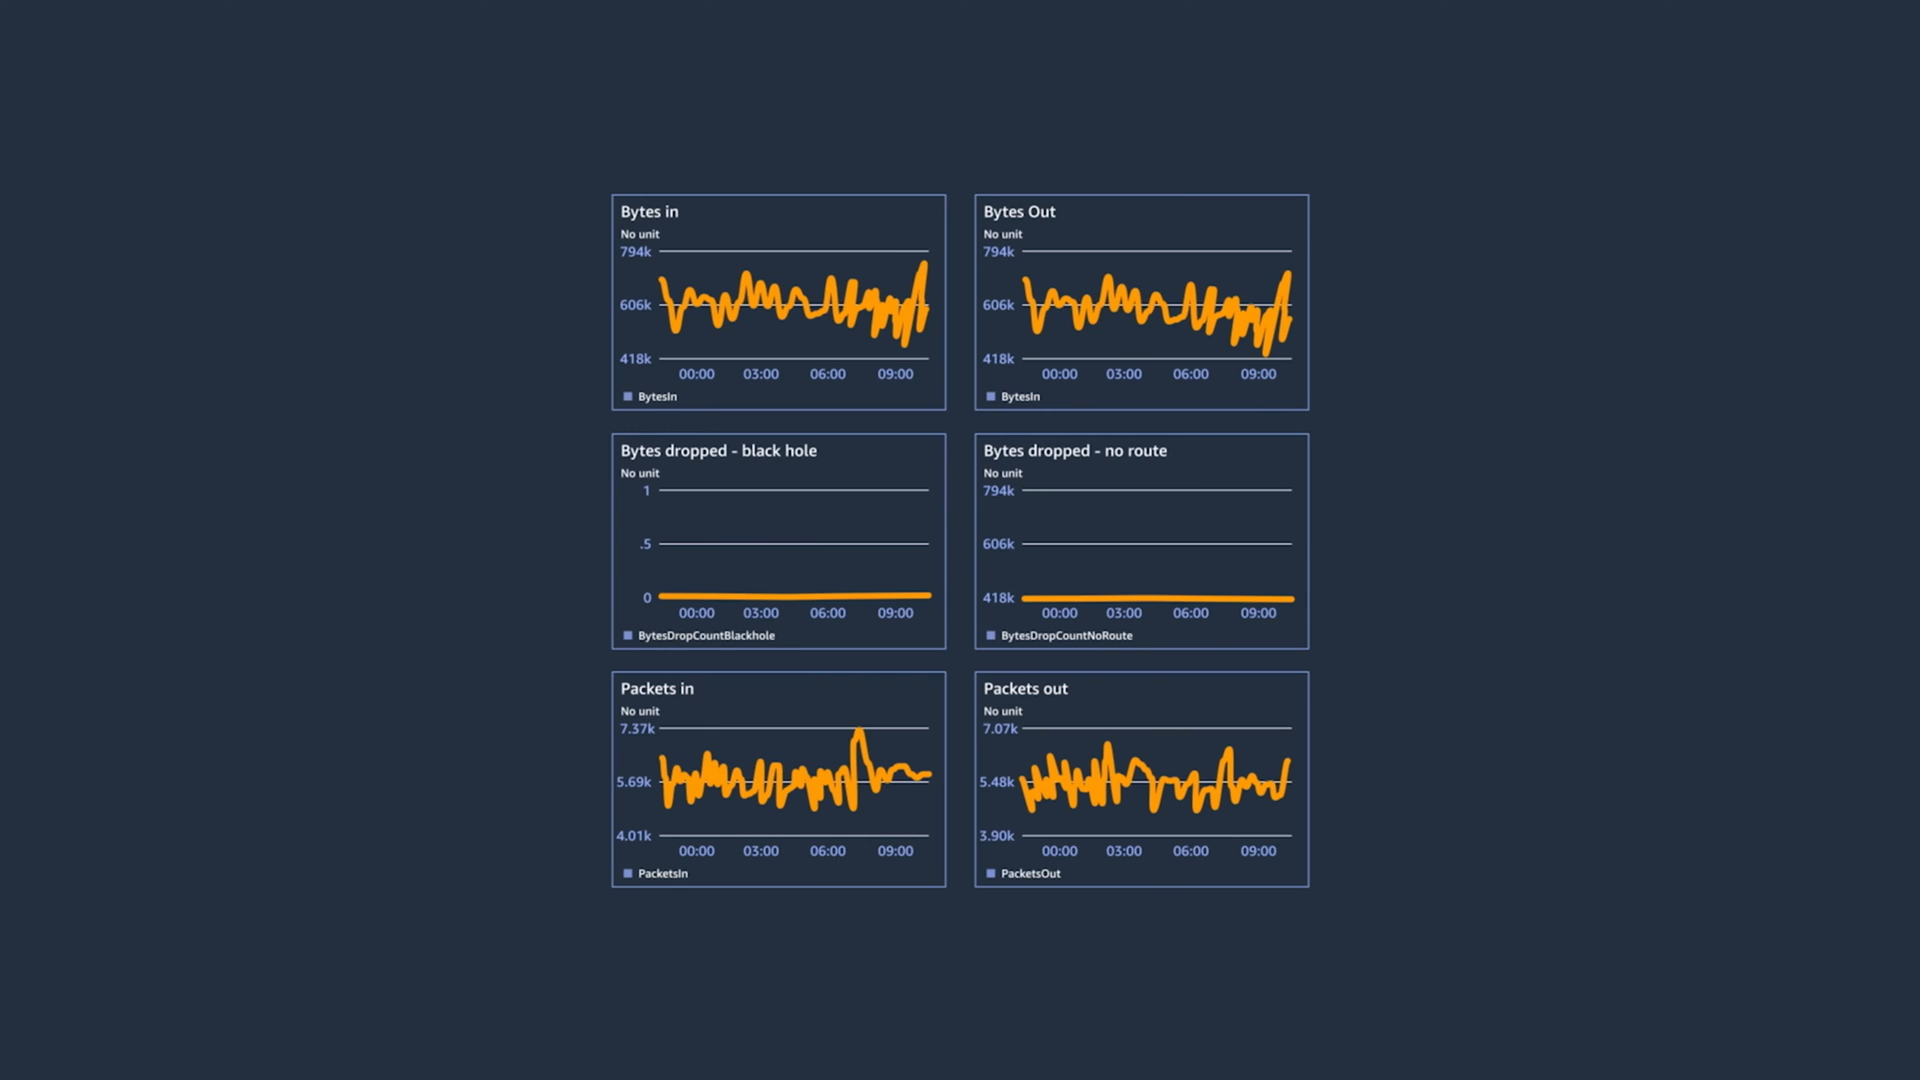 Bytes in
No unit
794k
606k
418k
00:00 03:00 06:00 09:00
BytesIn
Bytes Out
No unit
794k
606k
418k
00:00 03:00 06:00 09:00
BytesIn
Bytes dropped - black hole
No unit
1
.5
0
00:00 03:00 06:00 09:00
BytesDropCountBlackhole
Bytes dropped - no route
No unit
794k
606k
418k
00:00 03:00 06:00 09:00
BytesDropCountNoRoute
Packets in
No unit
7.37k
5.69k
4.01k
00:00 03:00 06:00 09:00
PacketsIn
Packets out
No unit
7.07k
5.48k
3.90k
00:00 03:00 06:00 09:00
PacketsOut